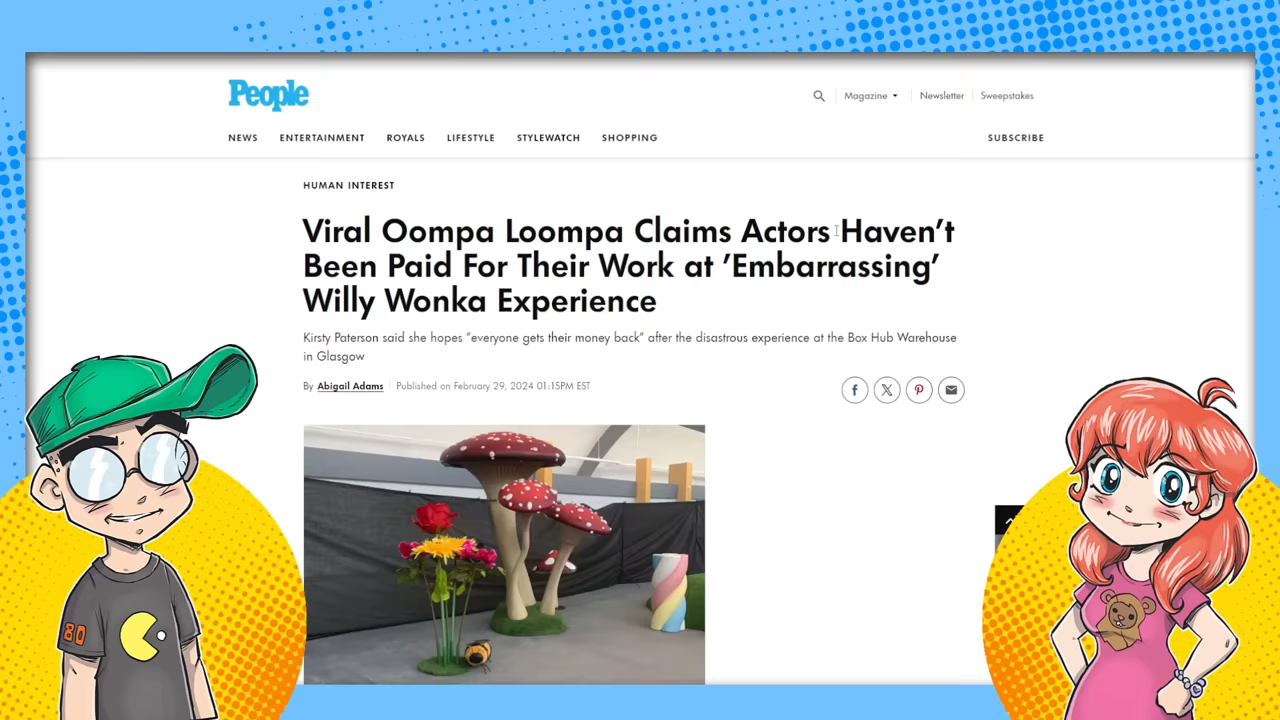 People
Magazine
Newsletter
Sweepstakes
NEWS
ENTERTAINMENT
ROYALS
LIFESTYLE
STYLEWATCH
SHOPPING
SUBSCRIBE
HUMAN INTEREST
Viral Oompa Loompa Claims Actors Haven’t
Been Paid For Their Work at ’Embarrassing’
Willy Wonka Experience
Kirsty Paterson said she hopes “everyone gets their money back” after the disastrous experience at the Box Hub Warehouse
in Glasgow
By Abigail Adams Published on February 29, 2024 01:15PM EST
80